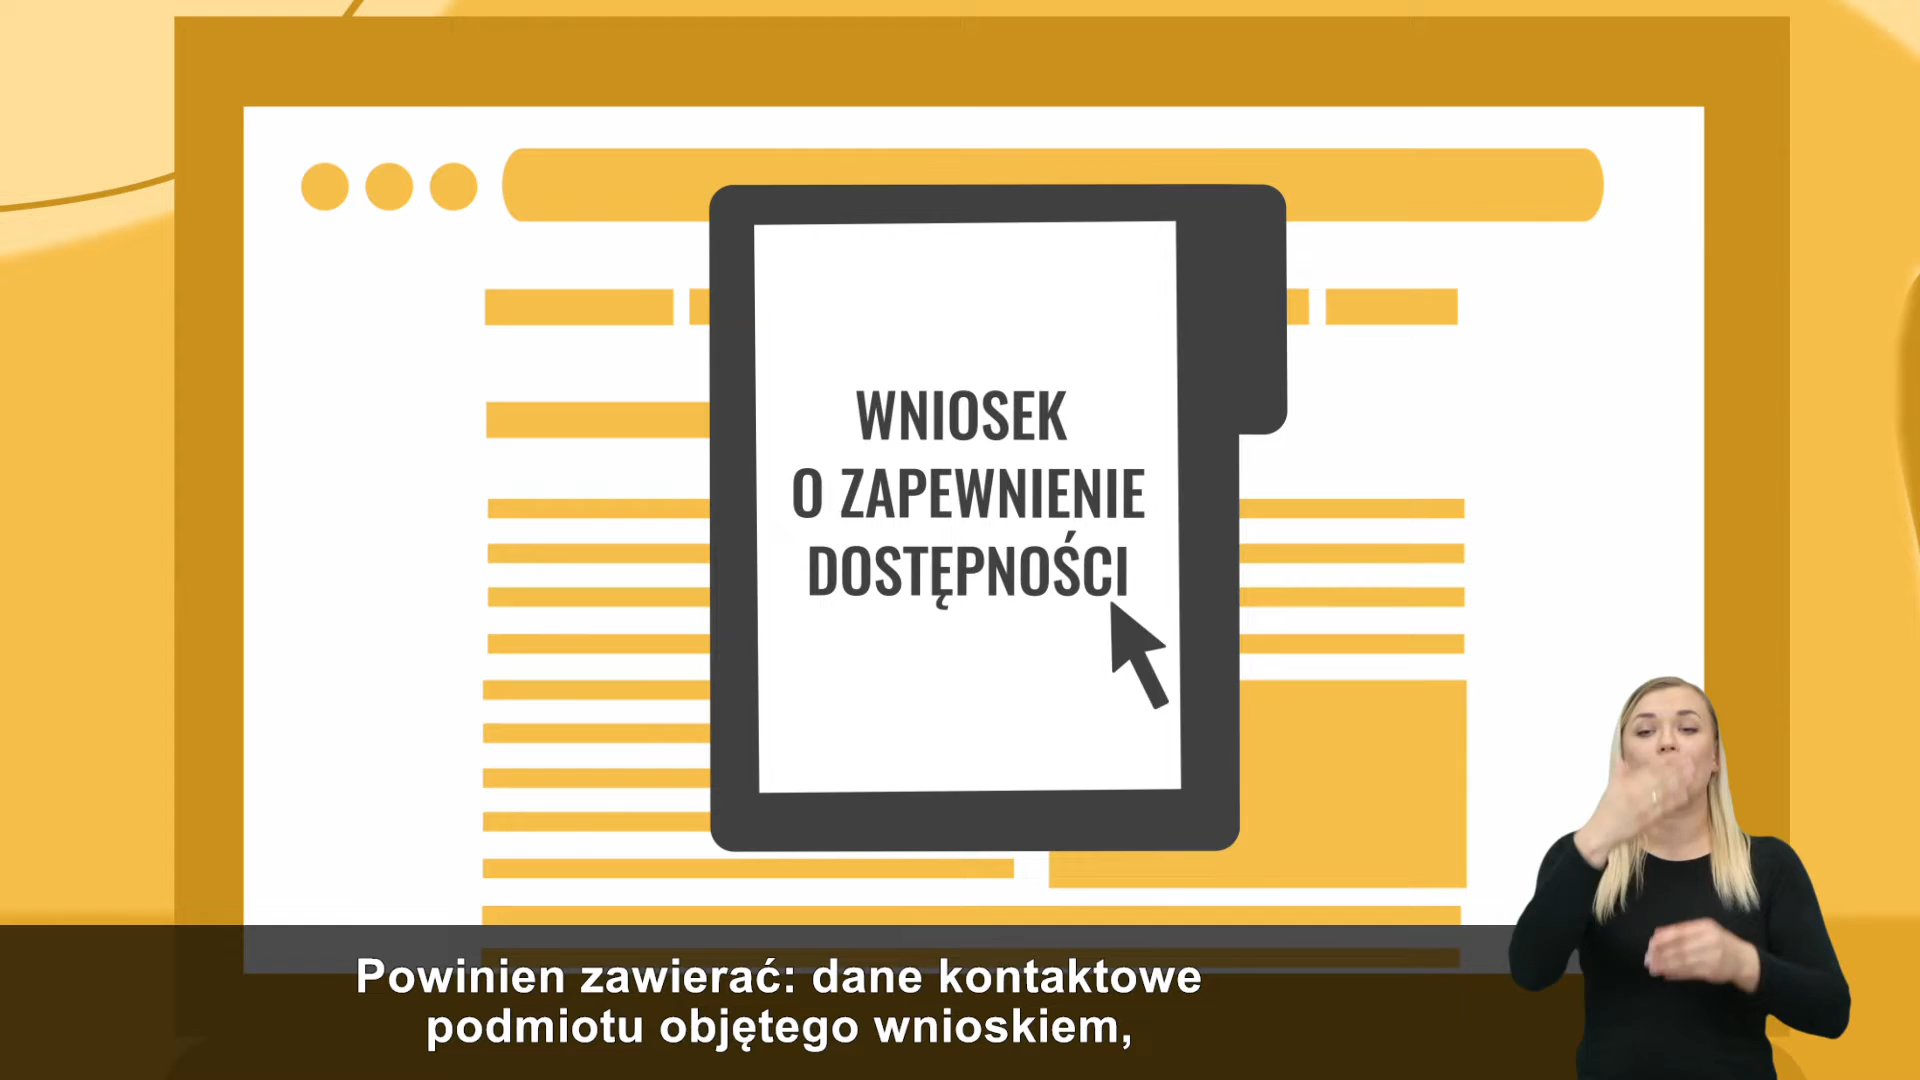 WNIOSEK
O ZAPEWNIENIE
DOSTĘPNOŚCI
Powinien zawierać: dane kontaktowe
podmiotu objętego wnioskiem,